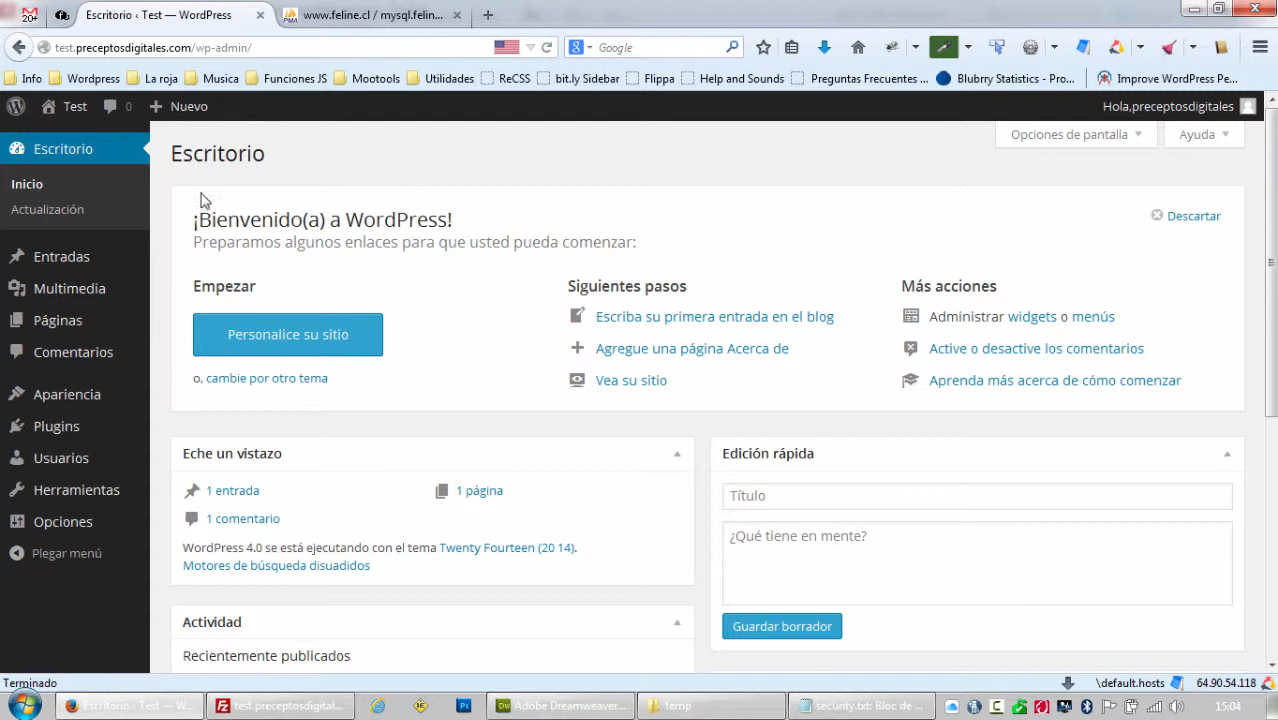 20+
Escritorio ‹ Test — WordPress
PMA
www.feline.cl / mysql.felin...
test.preceptosdigitales.com/wp-admin/
Google
Info
Wordpress
La roja
Musica
Funciones JS
Mootools
Utilidades
ReCSS
bit.ly Sidebar
Flippa
Help and Sounds
Preguntas Frecuentes ...
Blubrry Statistics - Pro...
Improve WordPress Pe...
Test
0
Nuevo
Hola,preceptosdigitales
Escritorio
Inicio
Actualización
Entradas
Multimedia
Páginas
Comentarios
Apariencia
Plugins
Usuarios
Herramientas
Opciones
Plegar menú
Escritorio
Opciones de pantalla
Ayuda
¡Bienvenido(a) a WordPress!
Descartar
Preparamos algunos enlaces para que usted pueda comenzar:
Empezar
Personalice su sitio
o, cambie por otro tema
Siguientes pasos
Escriba su primera entrada en el blog
Agregue una página Acerca de
Vea su sitio
Más acciones
Administrar widgets o menús
Active o desactive los comentarios
Aprenda más acerca de cómo comenzar
Eche un vistazo
1 entrada
1 página
1 comentario
WordPress 4.0 se está ejecutando con el tema Twenty Fourteen (20 14).
Motores de búsqueda disuadidos
Actividad
Recientemente publicados
Edición rápida
Título
¿Qué tiene en mente?
Guardar borrador
Terminado
\default.hosts
64.90.54.118
Escritorio ‹ Test — W...
test.preceptosdigital...
Adobe Dreamweaver...
temp
security.txt: Bloc de ...
15:04